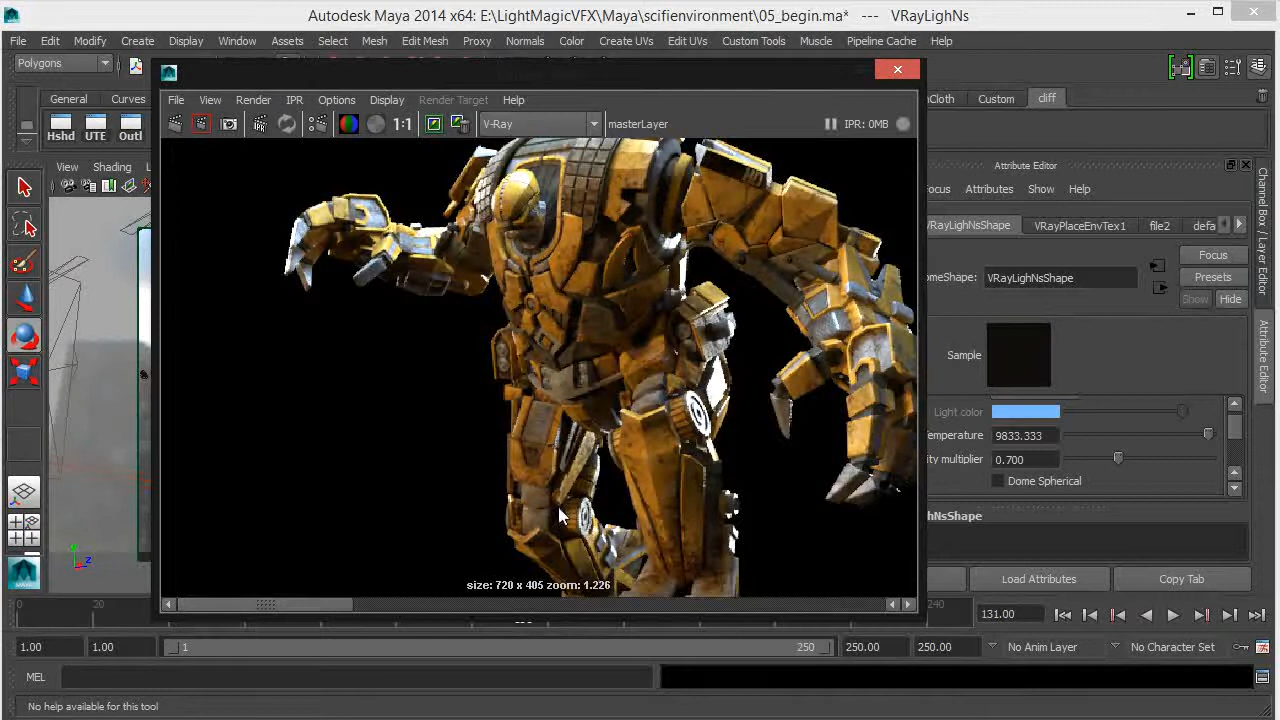 Autodesk Maya 2014 x64: E:\LightMagicVFX\Maya\scifienvironment\05_begin.ma* --- VRayLighNs
File Edit Modify Create Display Window Assets Select Mesh Edit Mesh Proxy Normals Color Create UVs Edit UVs Custom Tools Muscle Pipeline Cache Help
Polygons
General Curves Cloth Custom cliff
Hshd UTE Outl
View Shading L
File View Render IPR Options Display Render Target Help
1:1 V-Ray masterLayer IPR: 0MB
size: 720 x 405 zoom: 1.226
Attribute Editor
ocus Attributes Show Help
VRayLighNsShape VRayPlaceEnvTex1 file2 defa
Focus
omeShape: VRayLighNsShape Presets
Show Hide
Sample
Light color
Temperature 9833.333
ity multiplier 0.700
Dome Spherical
hNsShape
Load Attributes Copy Tab
Channel Box / Layer Editor
Attribute Editor
MAYA
z
0 20 240 131.00
1.00 1.00 1 250 250.00 250.00 No Anim Layer No Character Set
MEL
No help available for this tool